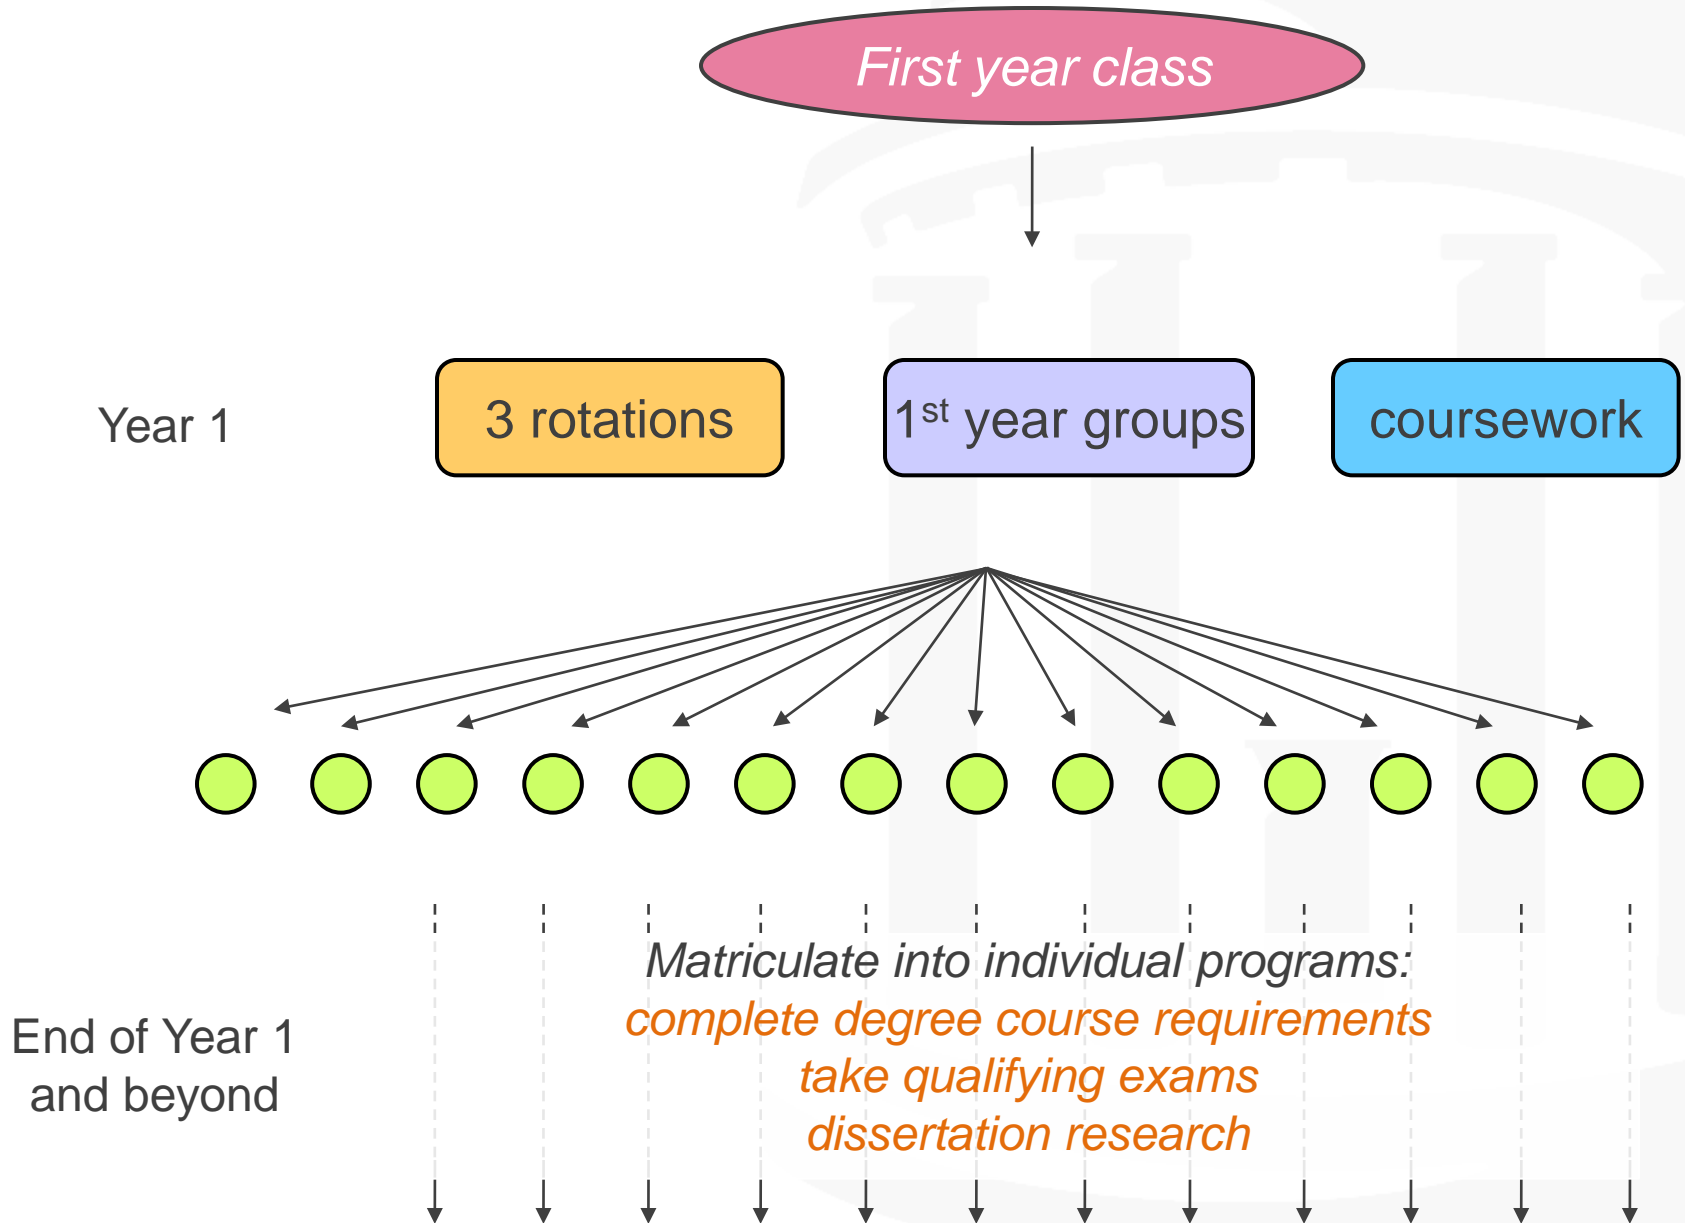 First year class
Year 1
3 rotations
1st year groups
coursework
Matriculate into individual programs:
complete degree course requirements
take qualifying exams
dissertation research
End of Year 1
and beyond